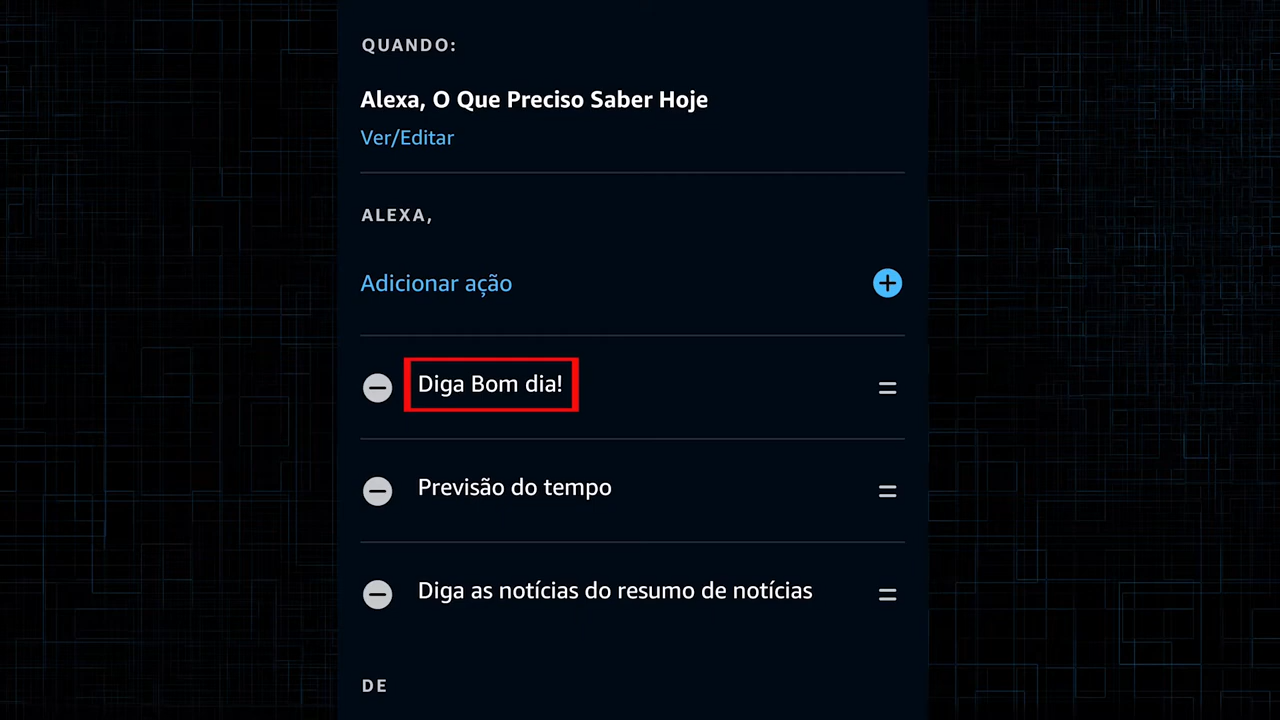 QUANDO:
Alexa, O Que Preciso Saber Hoje
Ver/Editar
ALEXA,
Adicionar ação
Diga Bom dia!
Previsão do tempo
Diga as notícias do resumo de notícias
DE